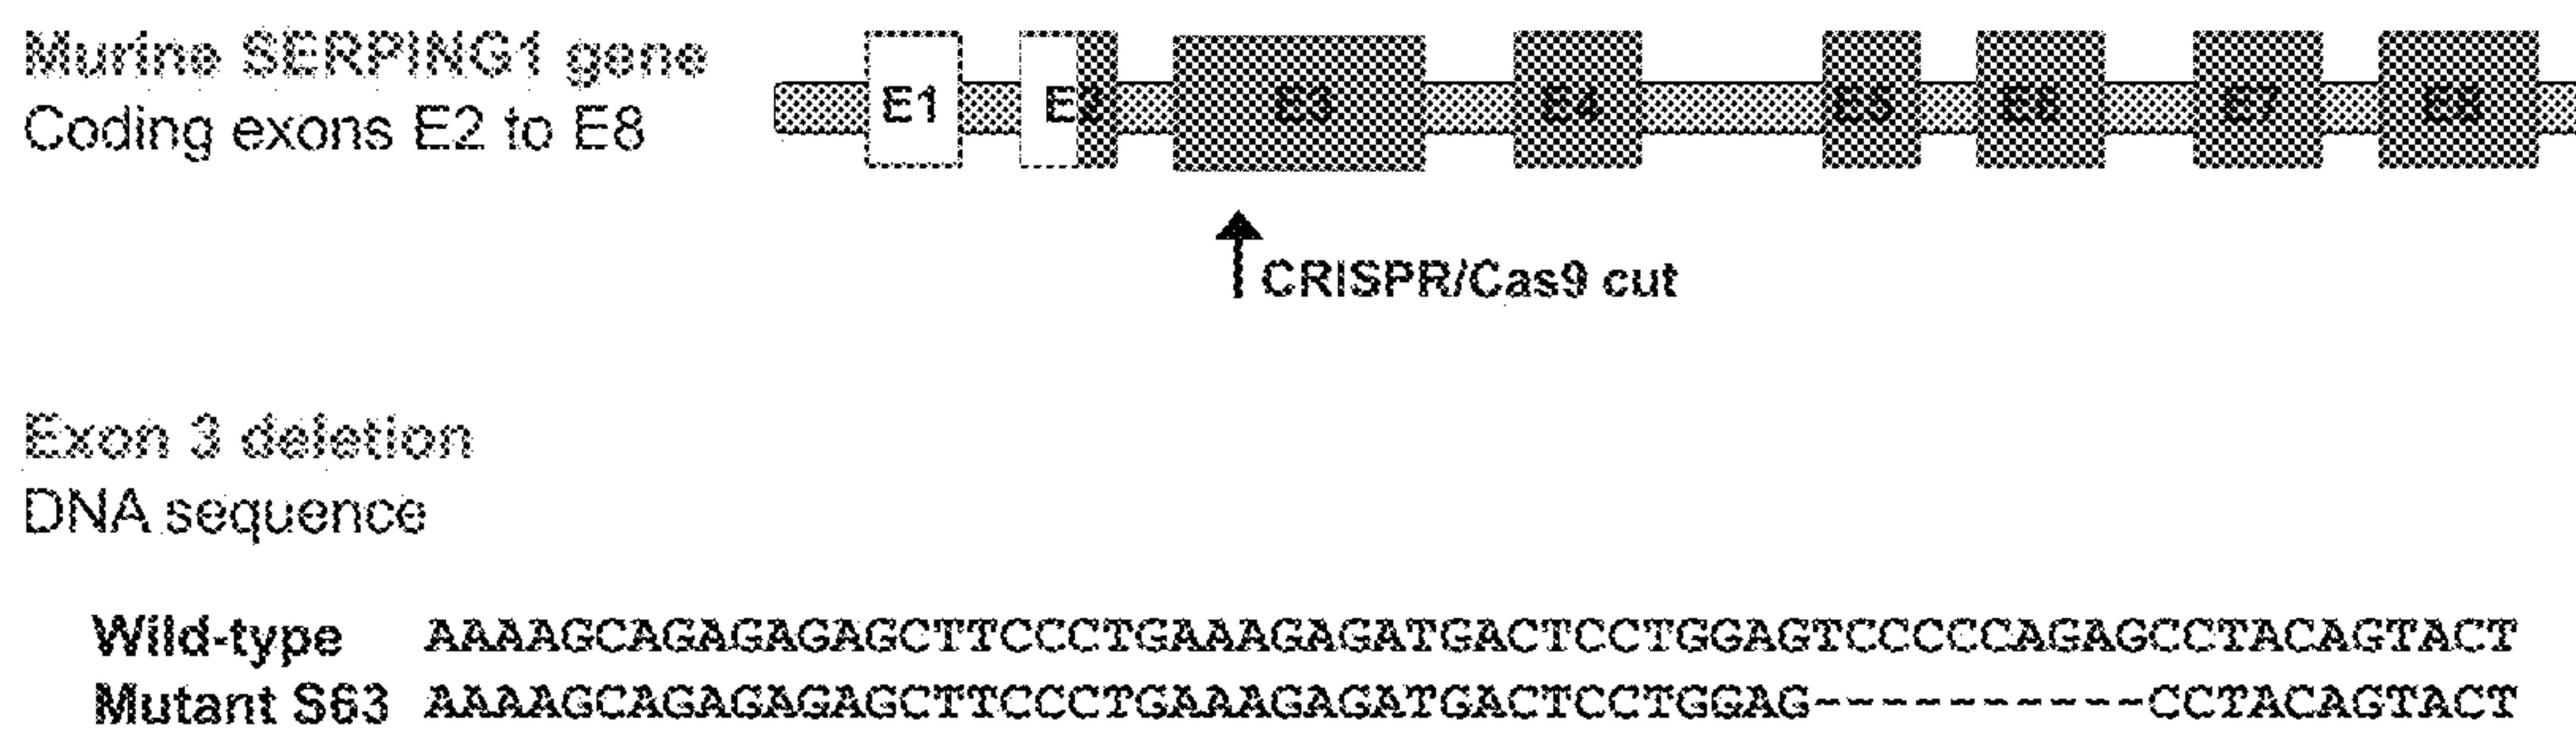 Murine SERPING1 gene
Coding exons E2 to E8
E1 E2 E3 E4 E5 E6 E7 E8
CRISPR/Cas9 cut
Exon 3 deletion
DNA sequence
Wild-type AAAAGCAGAGAGAGCTTCCCTGAAAGAGATGACTCCTGGAGTCCCCCAGAGCCTACAGTACT
Mutant S63 AAAAGCAGAGAGAGCTTCCCTGAAAGAGATGACTCCTGGAG----------CCTACAGTACT